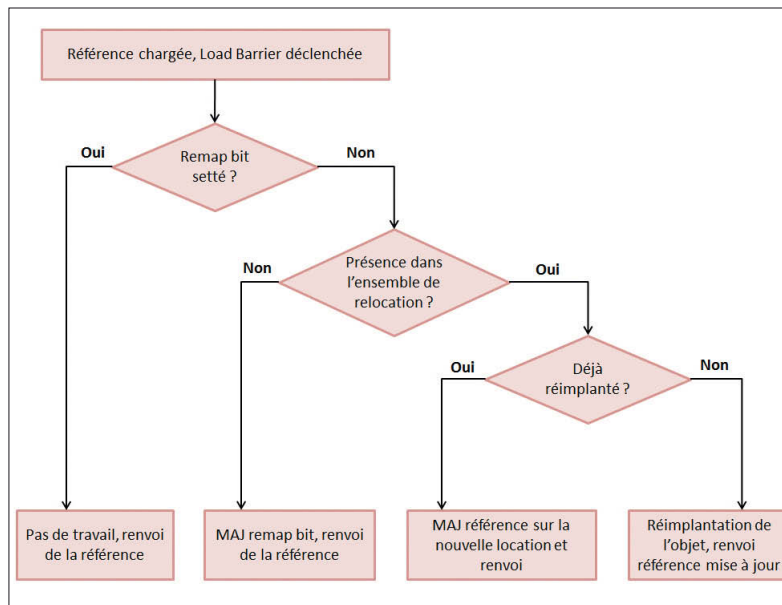 Référence chargée, Load Barrier déclenchée
Oui
Remap bit
setté ?
Non
Non
Présence dans
l'ensemble de
relocation ?
Oui
Oui
Déjà
réimplanté ?
Non
Pas de travail, renvoi
de la référence
MAJ remap bit, renvoi
de la référence
MAJ référence sur la
nouvelle location et
renvoi
Réimplantation de
l'objet, renvoi
référence mise à jour